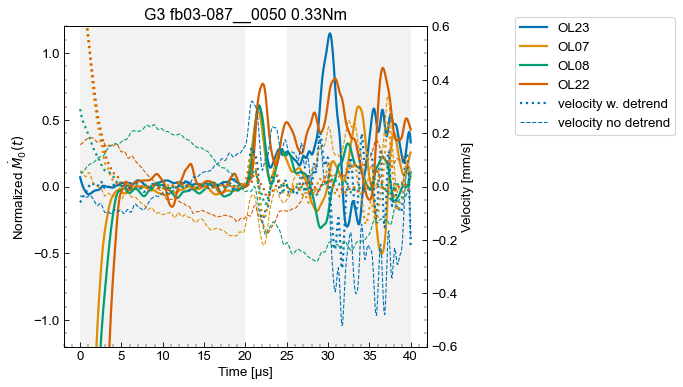 G3 fb03-087__0050 0.33Nm
1.0
0.5
0.0
−0.5
−1.0
Normalized Ṁ₀(t)
0.6
0.4
0.2
0.0
−0.2
−0.4
−0.6
Velocity [mm/s]
0 5 10 15 20 25 30 35 40
Time [μs]
OL23
OL07
OL08
OL22
velocity w. detrend
velocity no detrend